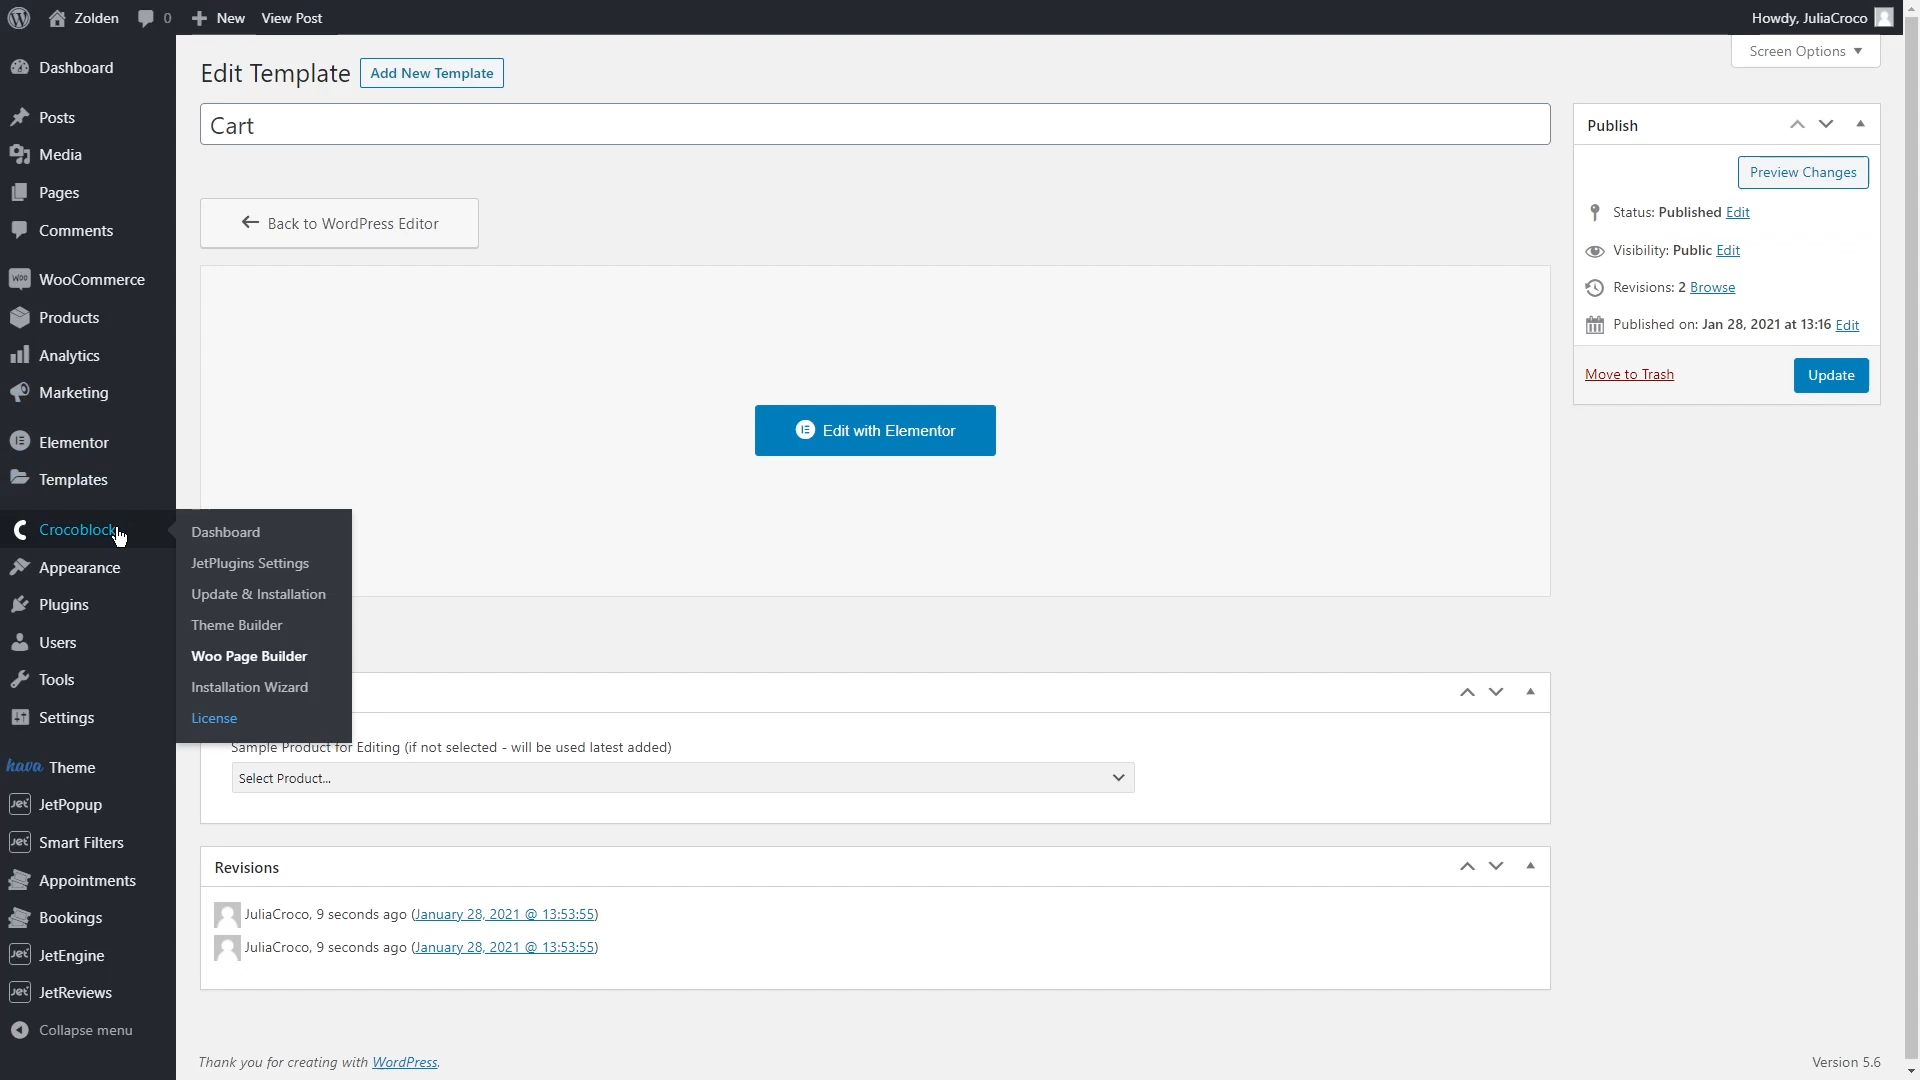 Zolden
0
New
View Post
Howdy, JuliaCroco
Screen Options
Dashboard
Posts
Media
Pages
Comments
WOO
WooCommerce
Products
Analytics
Marketing
Elementor
Templates
Crocoblock
Appearance
Plugins
Users
Tools
Settings
kava Theme
Jet JetPopup
Jet Smart Filters
Appointments
Bookings
Jet JetEngine
Jet JetReviews
Collapse menu
Dashboard
JetPlugins Settings
Update & Installation
Theme Builder
Woo Page Builder
Installation Wizard
License
Edit Template
Add New Template
Cart
Back to WordPress Editor
Edit with Elementor
Sample Product for Editing (if not selected - will be used latest added)
Select Product...
Revisions
JuliaCroco, 9 seconds ago (January 28, 2021 @ 13:53:55)
JuliaCroco, 9 seconds ago (January 28, 2021 @ 13:53:55)
Publish
Preview Changes
Status: Published Edit
Visibility: Public Edit
Revisions: 2 Browse
Published on: Jan 28, 2021 at 13:16 Edit
Move to Trash
Update
Thank you for creating with WordPress.
Version 5.6